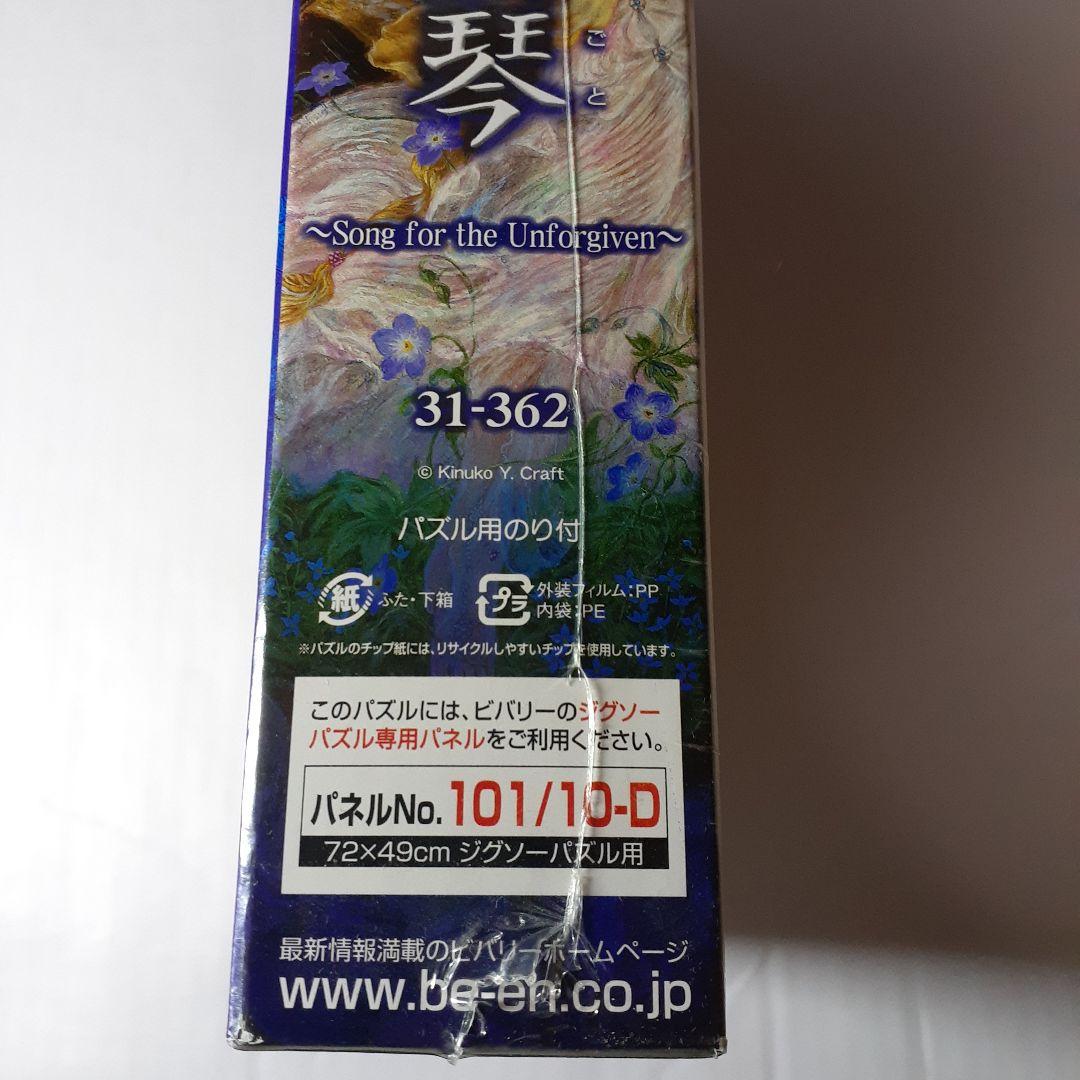 琴
ごと
～Song for the Unforgiven～
31-362
© Kinuko Y. Craft
パズル用のり付
紙 ふた・下箱
プラ 外装フィルム:PP
内袋:PE
※パズルのチップ紙には、リサイクルしやすいチップを使用しています。
このパズルには、ビバリーのジグソー
パズル専用パネルをご利用ください。
パネルNo. 101/10-D
72×49cm ジグソーパズル用
最新情報満載のビバリーホームページ
www.be-en.co.jp